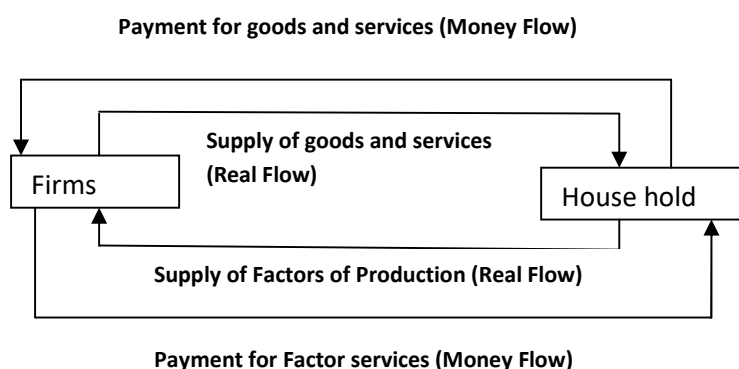 Payment for goods and services (Money Flow)
Supply of goods and services
(Real Flow)
Firms
House hold
Supply of Factors of Production (Real Flow)
Payment for Factor services (Money Flow)